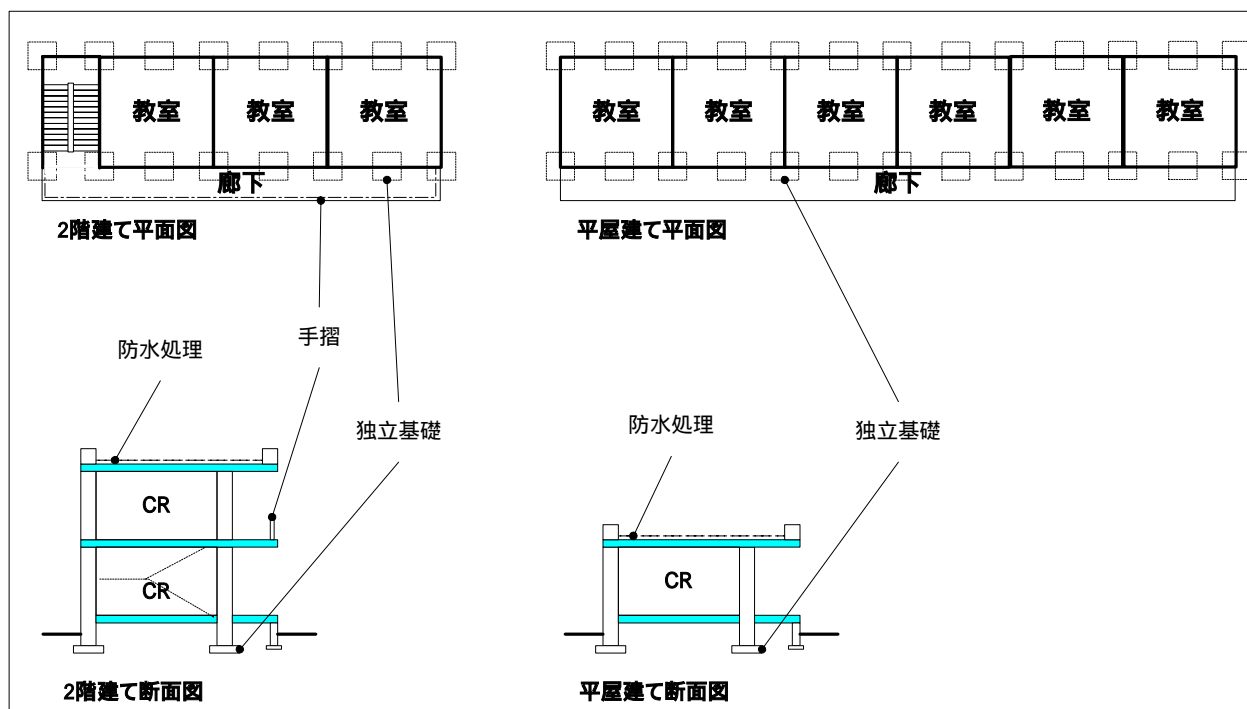 教室 教室 教室
廊下
2階建て平面図
教室 教室 教室 教室 教室 教室
廊下
平屋建て平面図
手摺
防水処理
独立基礎
CR
CR
2階建て断面図
防水処理
独立基礎
CR
平屋建て断面図